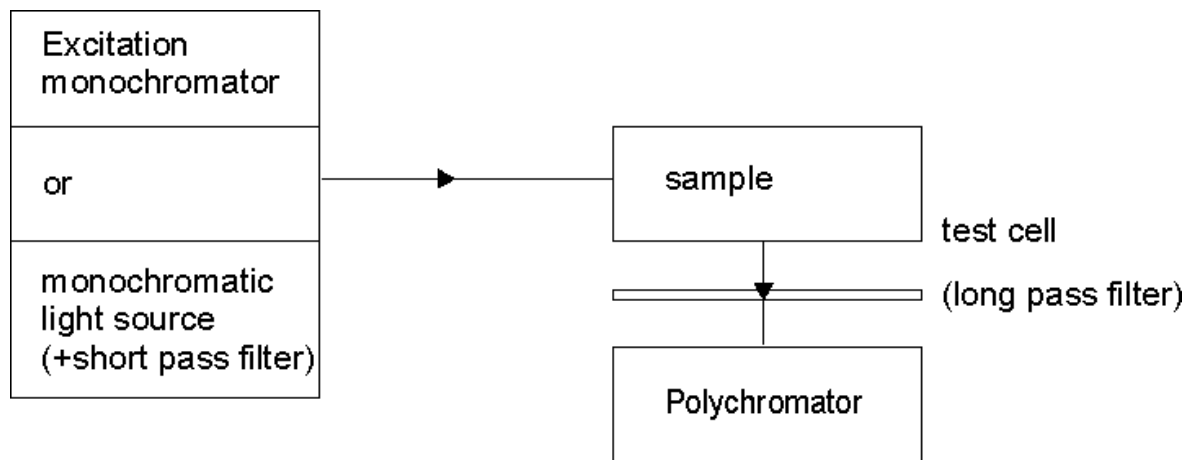 Excitation
monochromator
or
monochromatic
light source
(+short pass filter)
sample
test cell
(long pass filter)
Polychromator